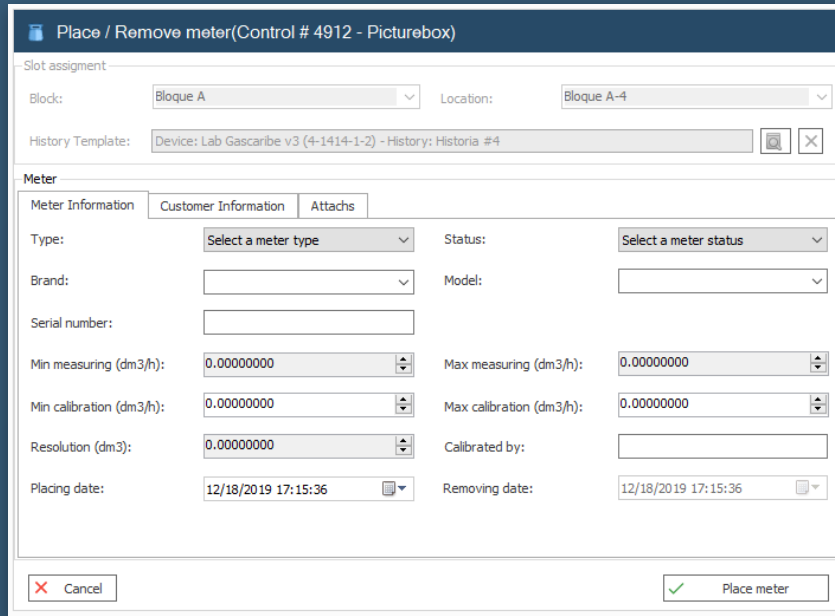 Place / Remove meter(Control # 4912 - Picturebox)
Slot assigment
Block: Bloque A Location: Bloque A-4
History Template: Device: Lab Gascaribe v3 (4-1414-1-2) - History: Historia #4
Meter
Meter Information Customer Information Attachs
Type: Select a meter type Status: Select a meter status
Brand: Model:
Serial number:
Min measuring (dm3/h): 0.00000000 Max measuring (dm3/h): 0.00000000
Min calibration (dm3/h): 0.00000000 Max calibration (dm3/h): 0.00000000
Resolution (dm3): 0.00000000 Calibrated by:
Placing date: 12/18/2019 17:15:36 Removing date: 12/18/2019 17:15:36
Cancel Place meter